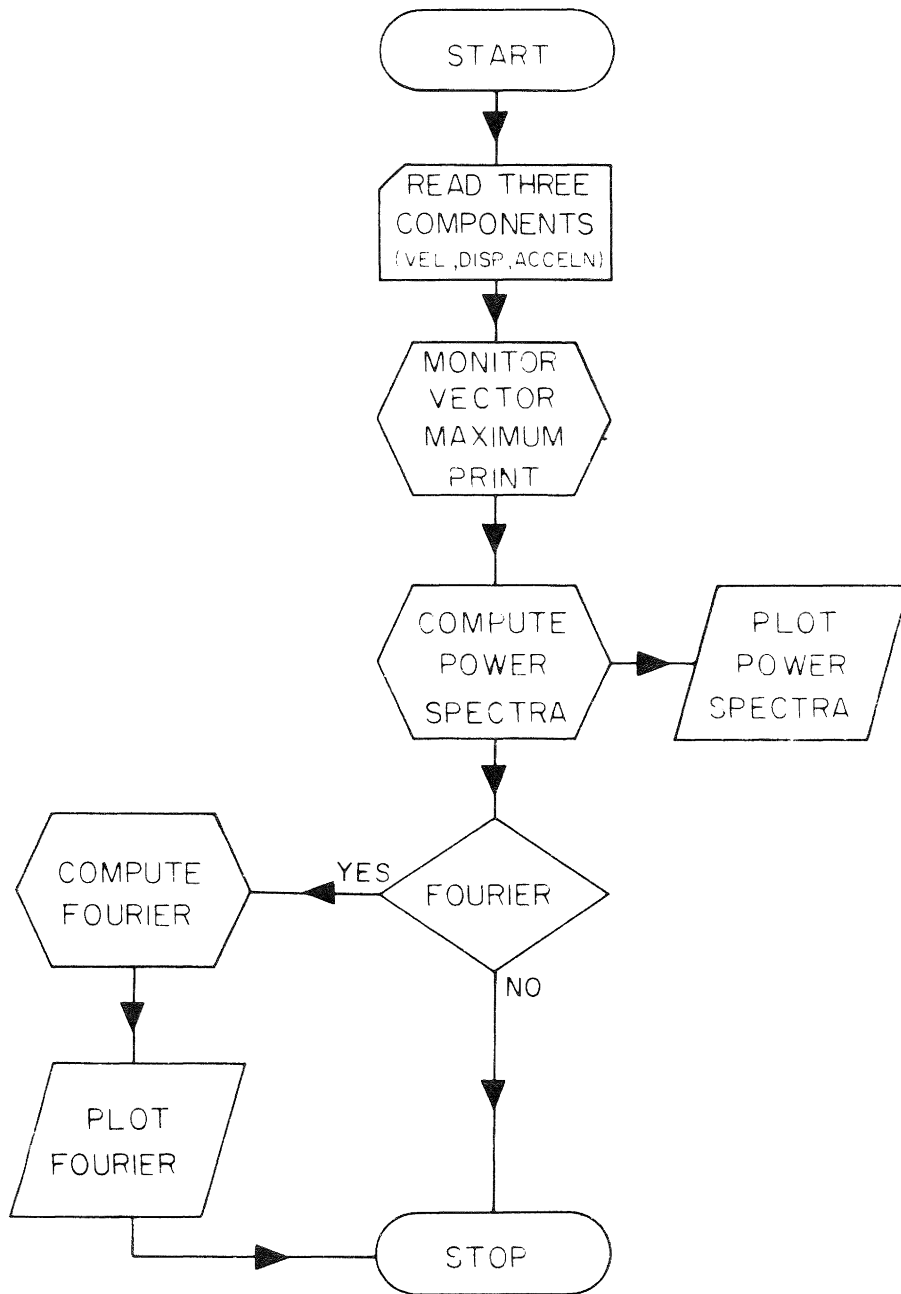 START
READ THREE
COMPONENTS
(VEL,DISP,ACCELN)
MONITOR
VECTOR
MAXIMUM
PRINT
COMPUTE
POWER
SPECTRA
PLOT
POWER
SPECTRA
FOURIER
YES
NO
COMPUTE
FOURIER
PLOT
FOURIER
STOP